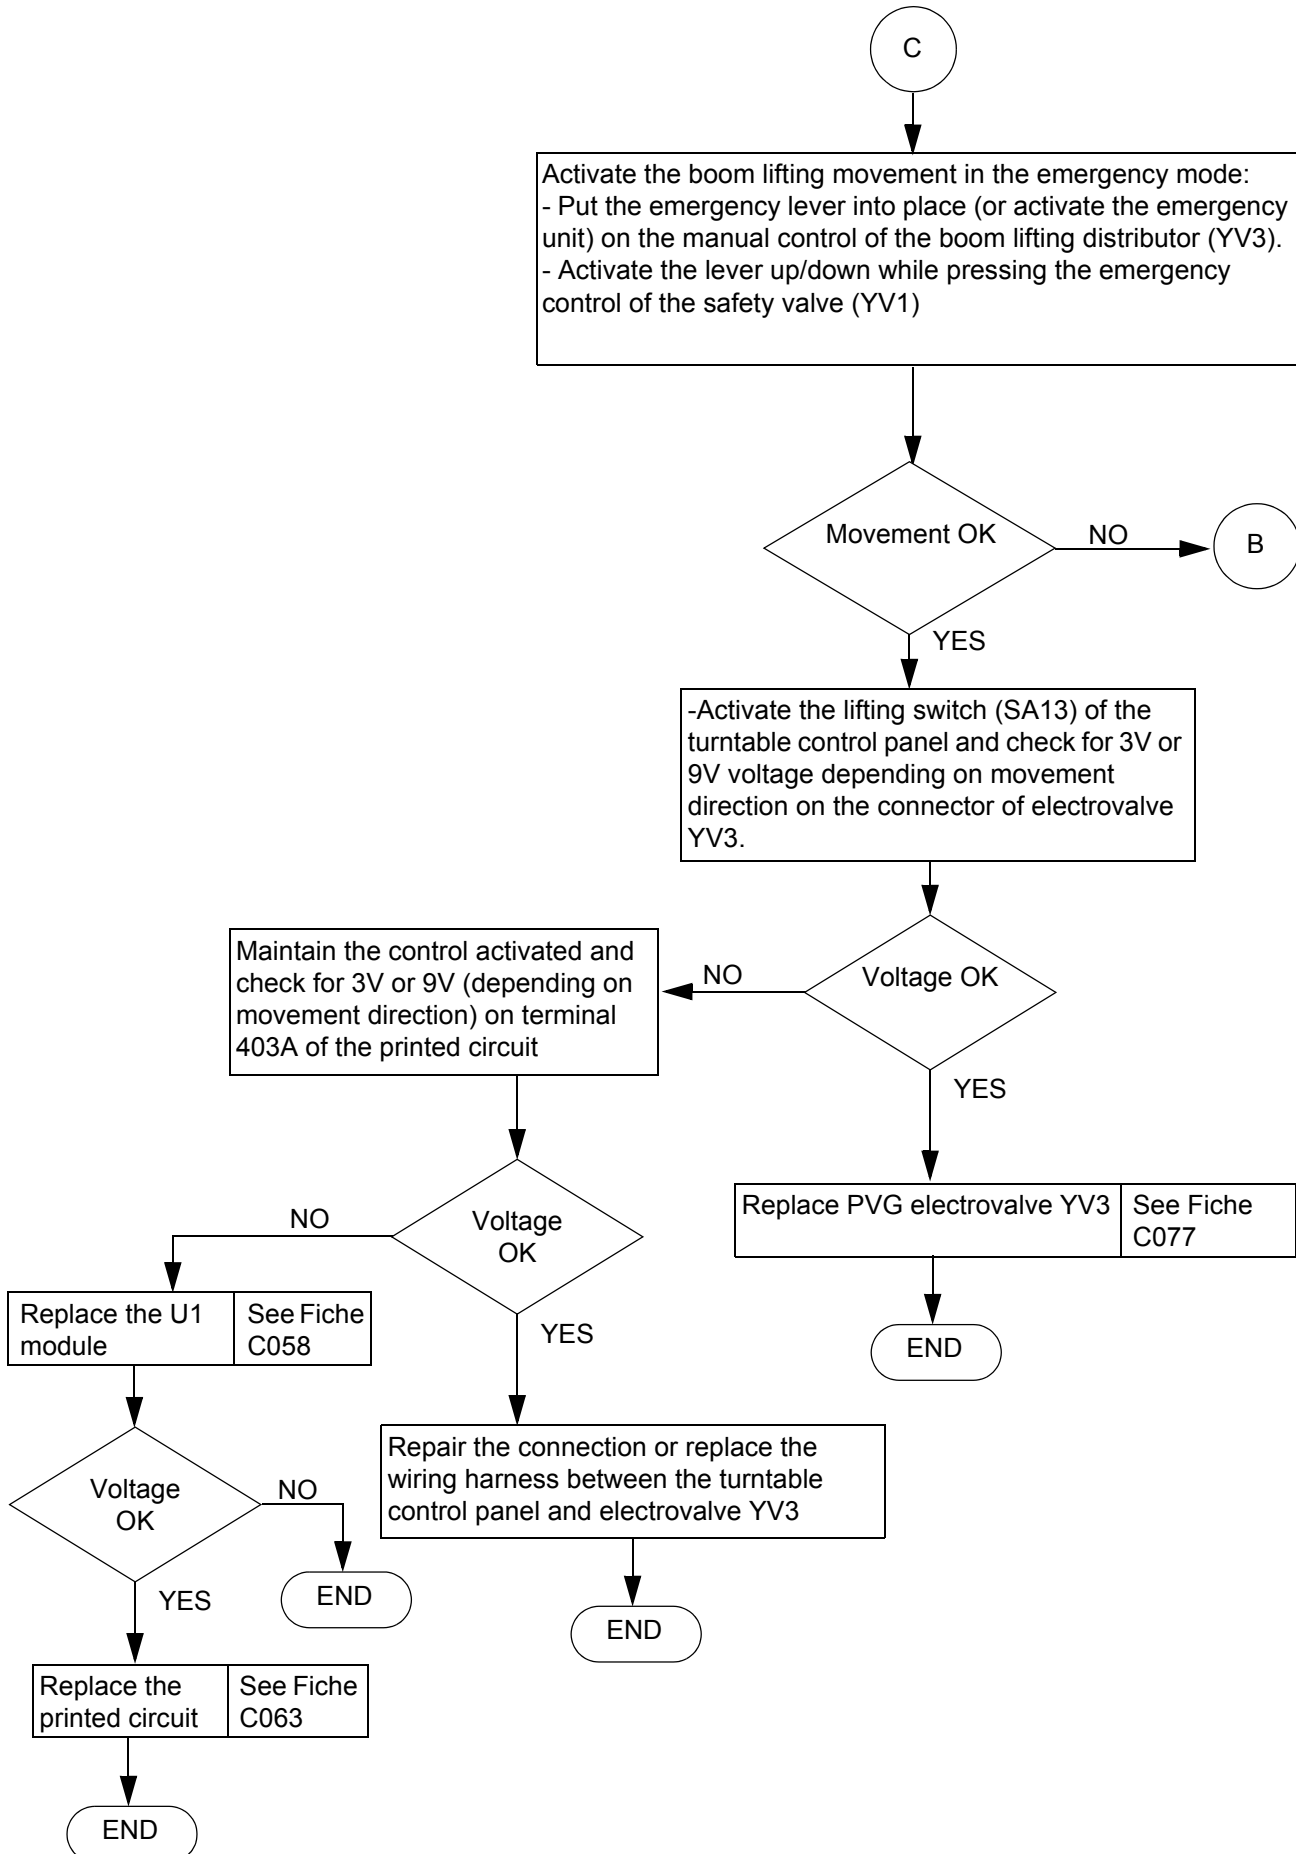 C
Activate the boom lifting movement in the emergency mode:
- Put the emergency lever into place (or activate the emergency
unit) on the manual control of the boom lifting distributor (YV3).
- Activate the lever up/down while pressing the emergency
control of the safety valve (YV1)
Movement OK
NO
B
YES
-Activate the lifting switch (SA13) of the
turntable control panel and check for 3V or
9V voltage depending on movement
direction on the connector of electrovalve
YV3.
Maintain the control activated and
check for 3V or 9V (depending on
movement direction) on terminal
403A of the printed circuit
NO
Voltage OK
YES
Replace PVG electrovalve YV3
See Fiche
C077
END
NO
Voltage
OK
YES
Replace the U1
module
See Fiche
C058
Repair the connection or replace the
wiring harness between the turntable
control panel and electrovalve YV3
END
Voltage
OK
NO
END
YES
Replace the
printed circuit
See Fiche
C063
END